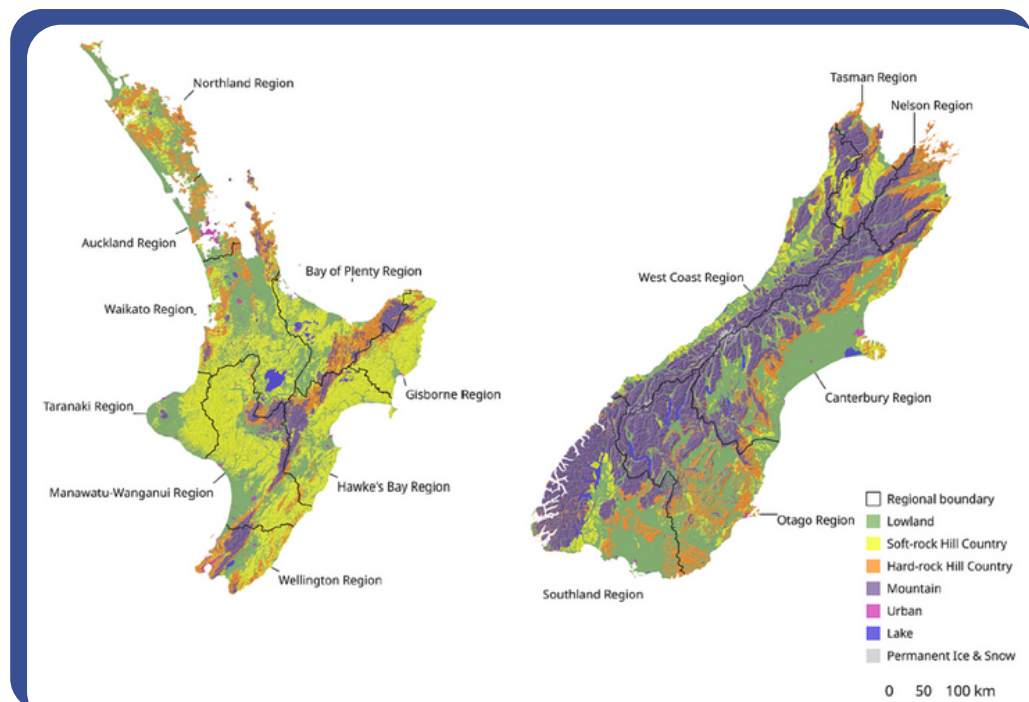 Northland Region
Auckland Region
Bay of Plenty Region
Waikato Region
Gisborne Region
Taranaki Region
Manawatu-Wanganui Region
Hawke's Bay Region
Wellington Region
Tasman Region
Nelson Region
West Coast Region
Canterbury Region
Otago Region
Southland Region
Regional boundary
Lowland
Soft-rock Hill Country
Hard-rock Hill Country
Mountain
Urban
Lake
Permanent Ice & Snow
0 50 100 km